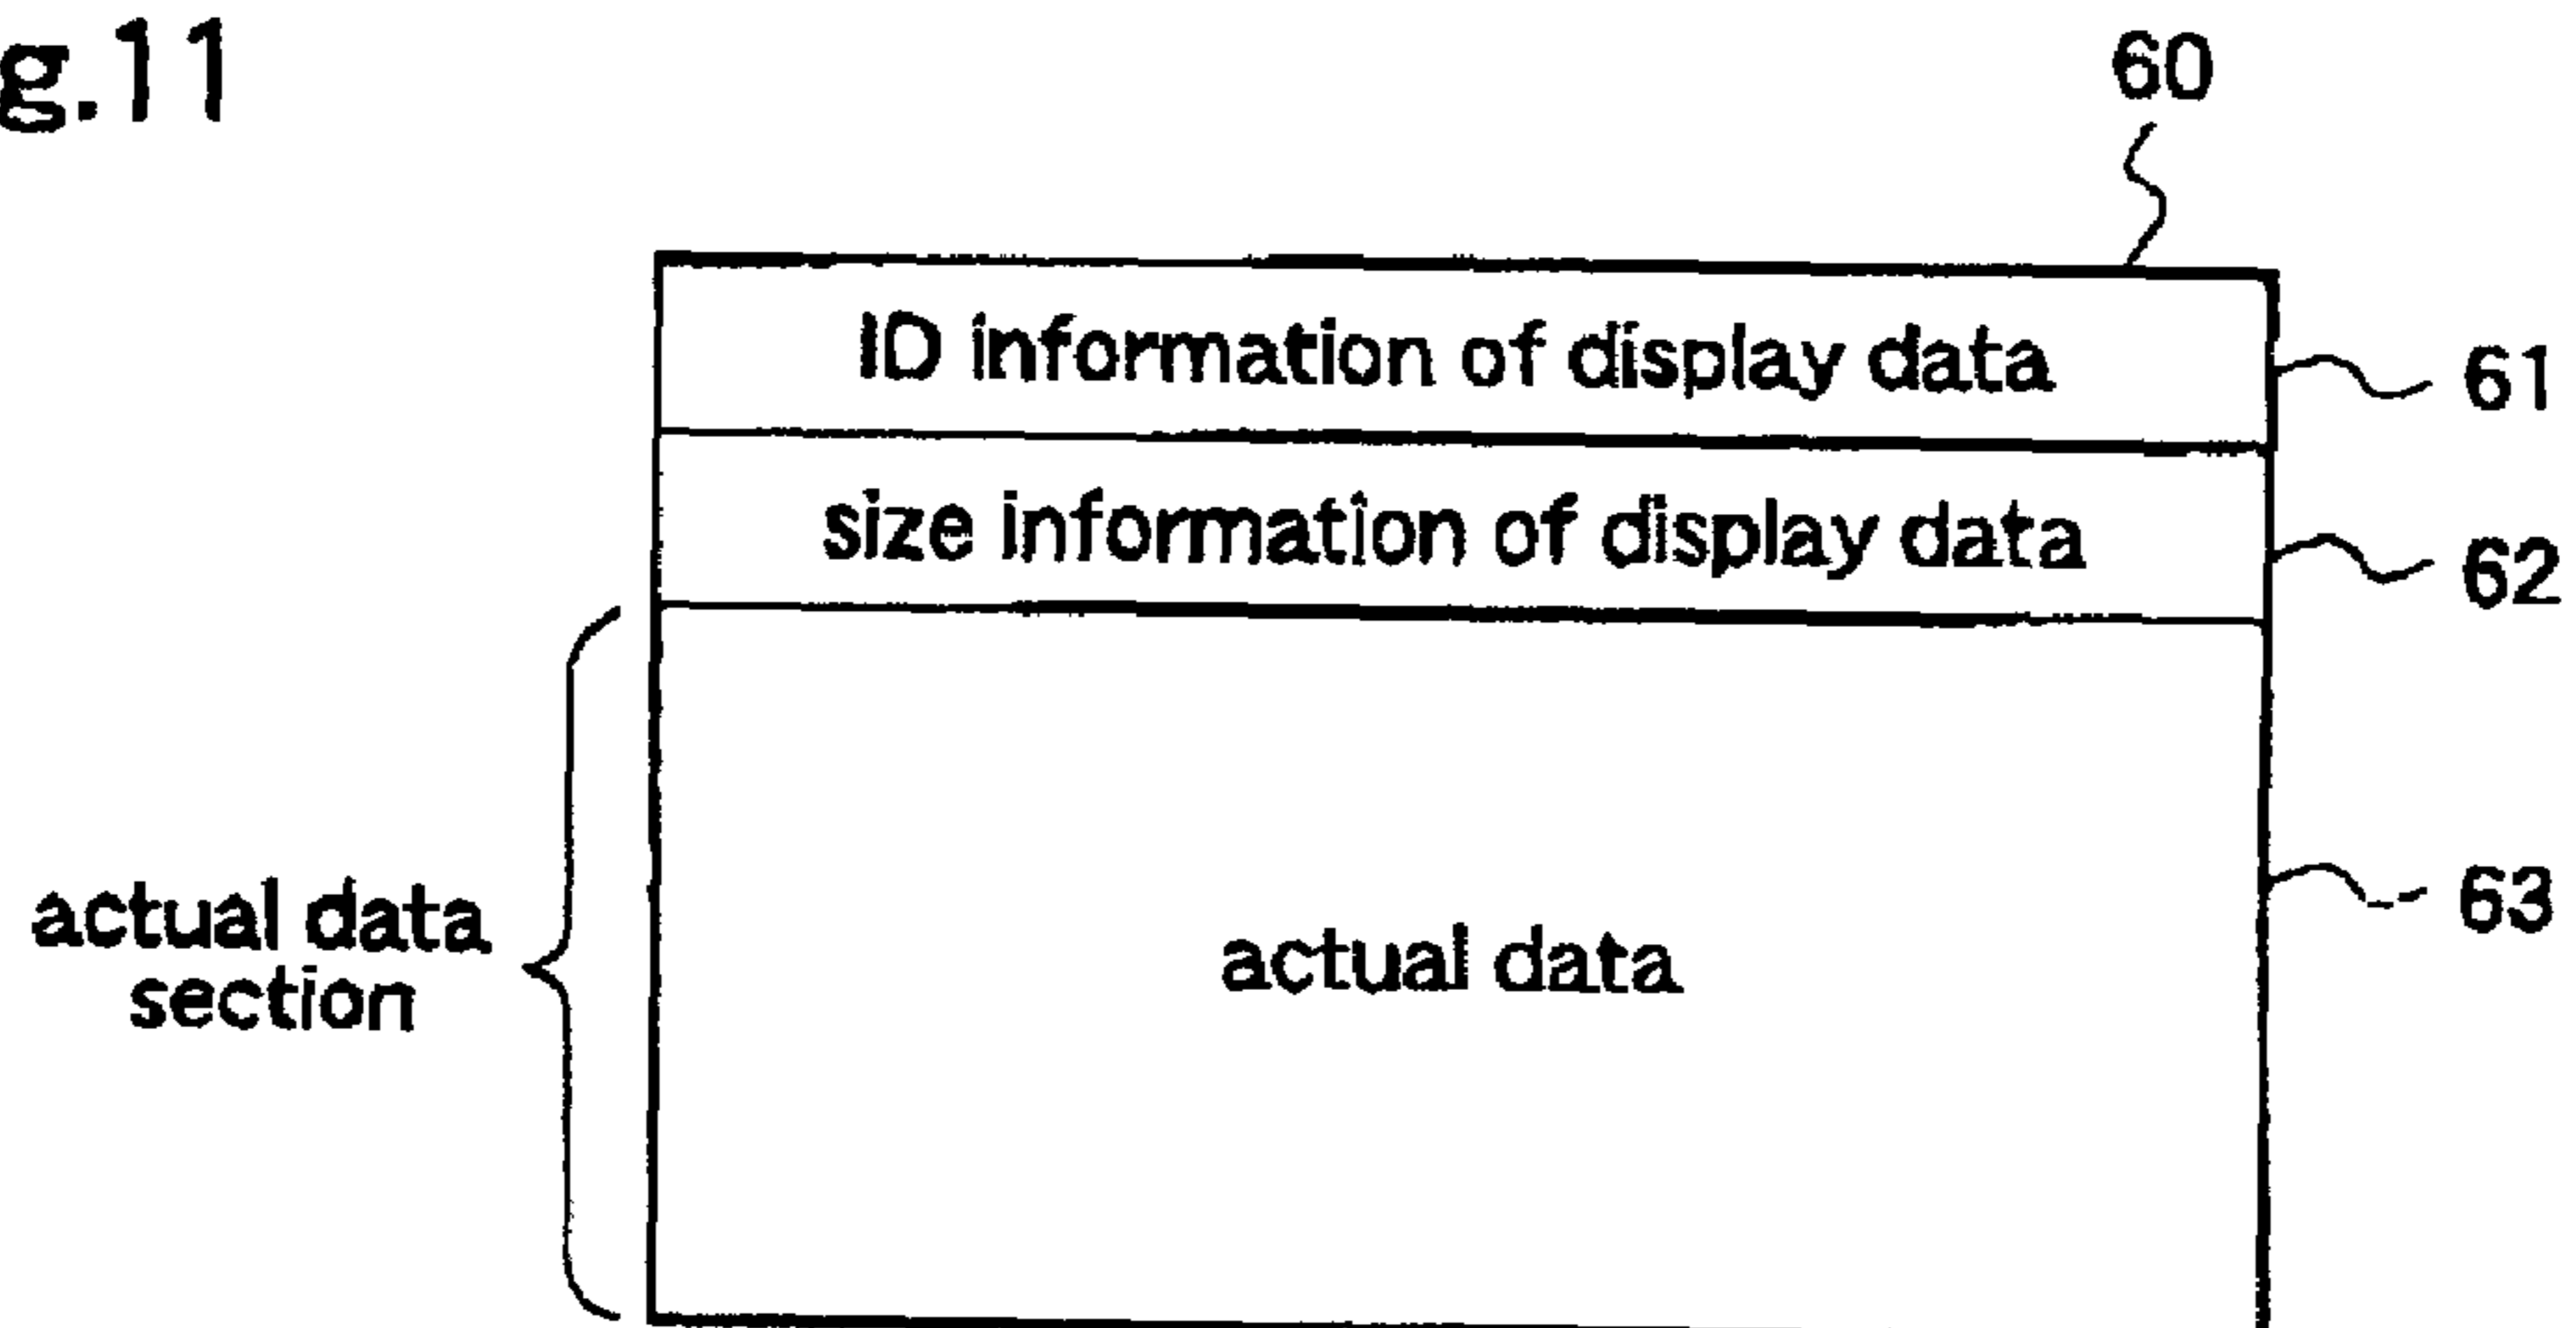 g.11
60
ID information of display data
61
size information of display data
62
actual data
section
actual data
63